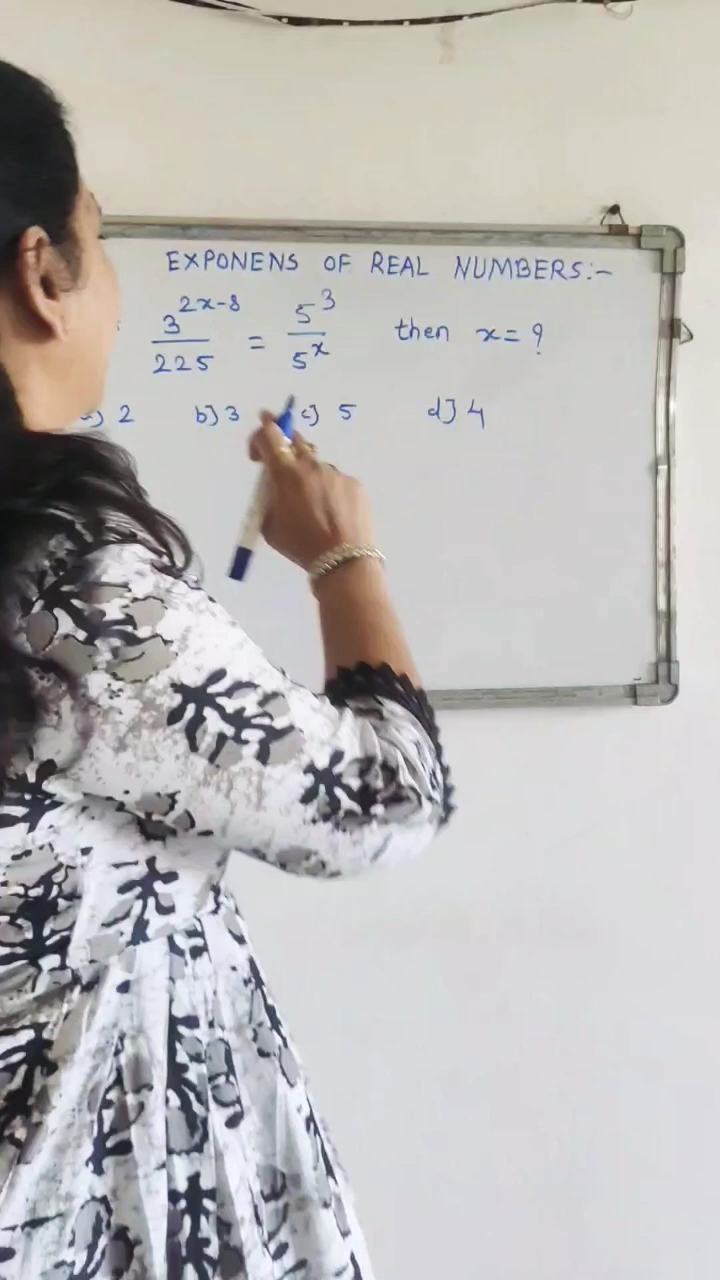 EXPONENS OF REAL NUMBERS:-
3^(2x-8) / 225 = 5^3 / 5^x then x = ?
a) 2 b) 3 c) 5 d) 4